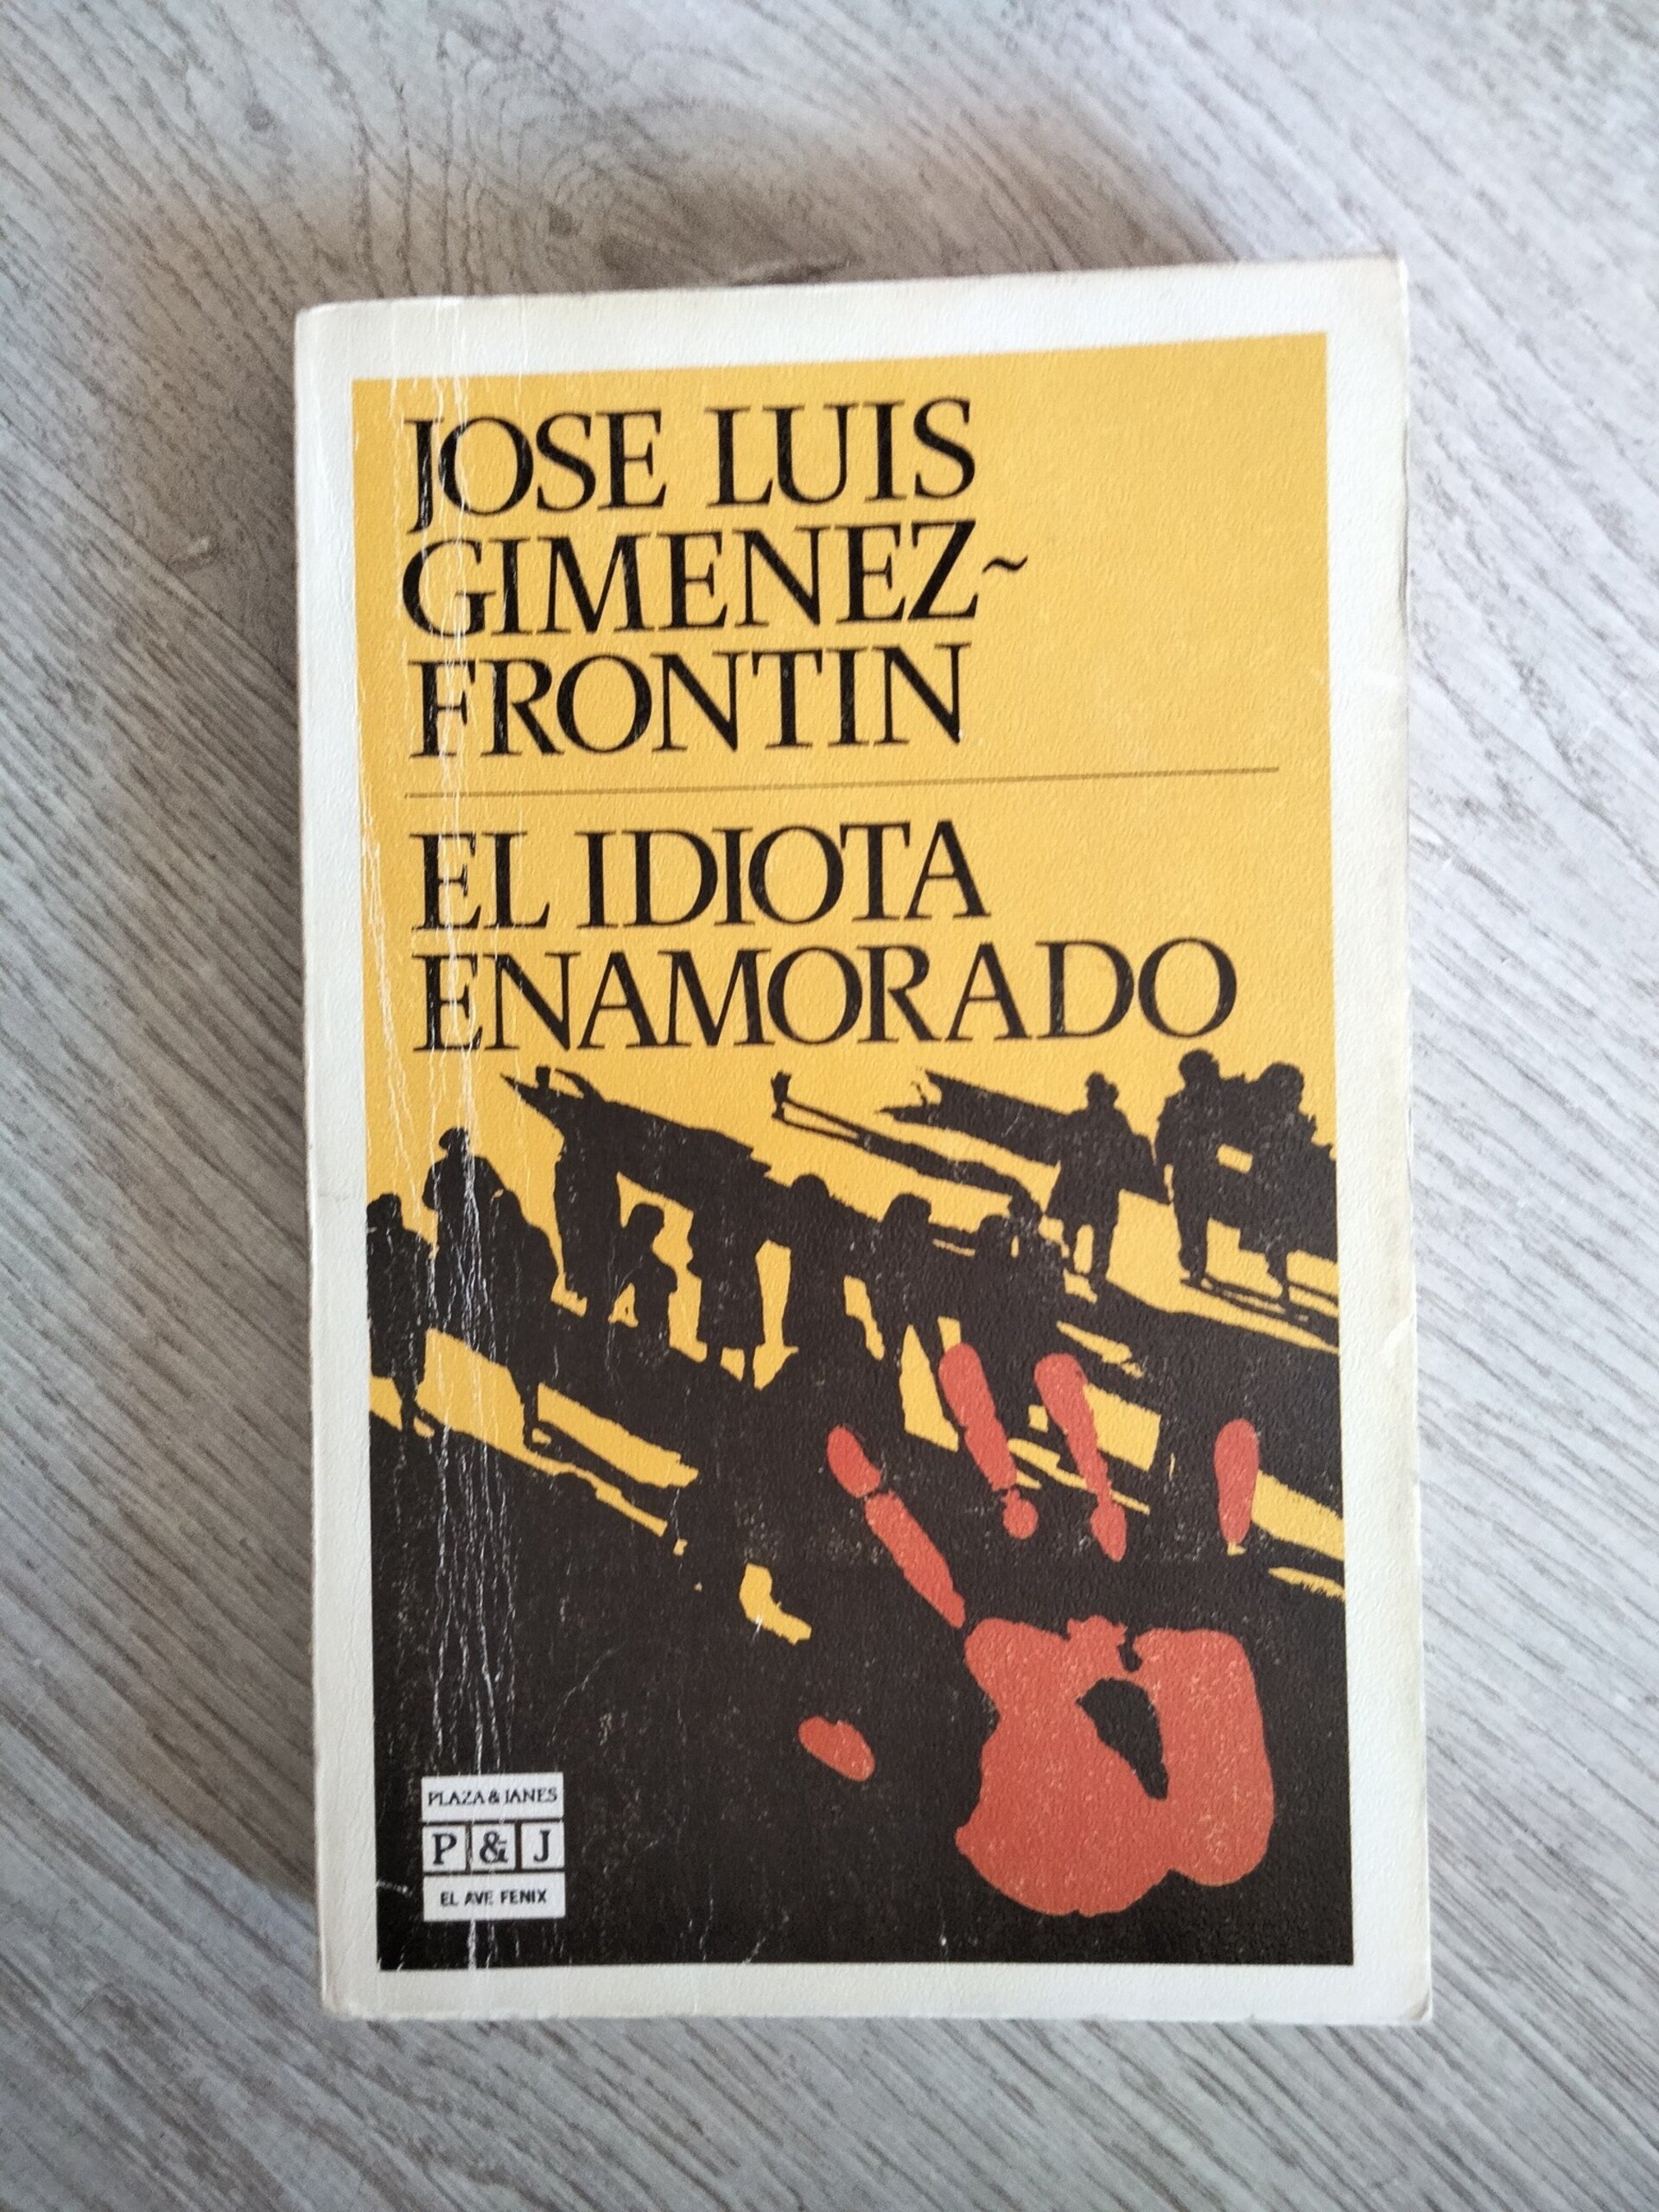 JOSE LUIS
GIMENEZ~
FRONTIN
EL IDIOTA
ENAMORADO
PLAZA & JANES
P & J
EL AVE FENIX